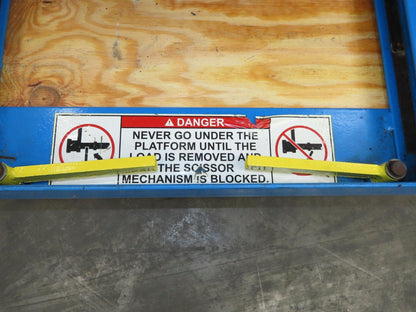 DANGER
NEVER GO UNDER THE
PLATFORM UNTIL THE
LOAD IS REMOVED AND
THE SCISSOR
MECHANISM IS BLOCKED.